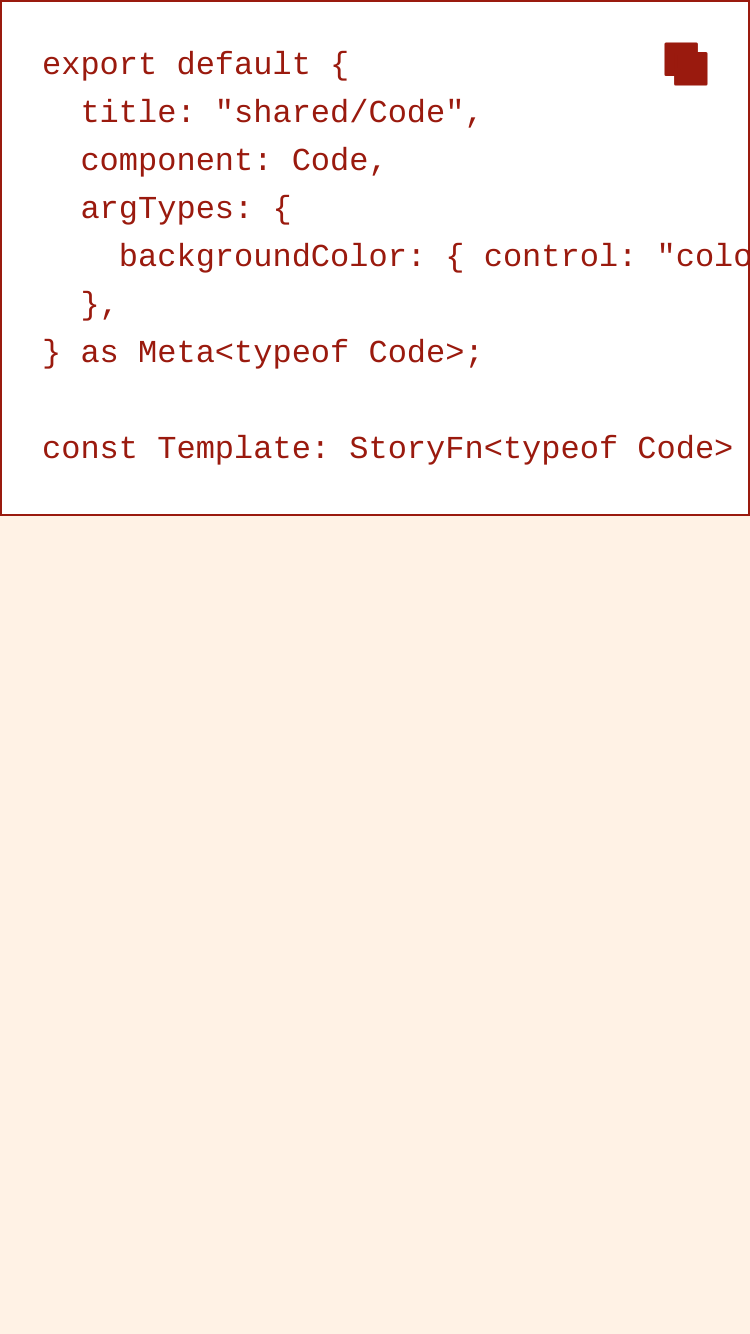 export default {
  title: "shared/Code",
  component: Code,
  argTypes: {
    backgroundColor: { control: "colo
  },
} as Meta<typeof Code>;

const Template: StoryFn<typeof Code>